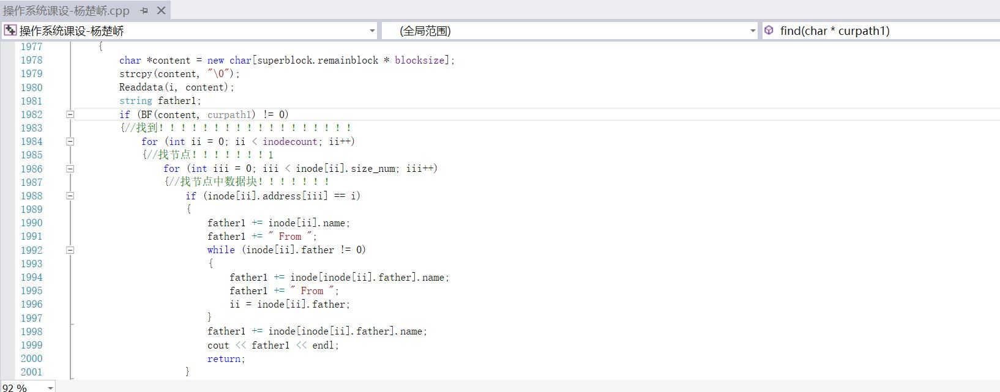 操作系统课设-杨楚峤.cpp
操作系统课设-杨楚峤 (全局范围) find(char * curpath1)
1977 {
1978 char *content = new char[superblock.remainblock * blocksize];
1979 strcpy(content, "\0");
1980 Readdata(i, content);
1981 string father1;
1982 if (BF(content, curpath1) != 0)
1983 {//找到！！！！！！！！！！！！！！！！！！
1984 for (int ii = 0; ii < inodecount; ii++)
1985 {//找节点！！！！！！！1
1986 for (int iii = 0; iii < inode[ii].size_num; iii++)
1987 {//找节点中数据块！！！！！！！
1988 if (inode[ii].address[iii] == i)
1989 {
1990 father1 += inode[ii].name;
1991 father1 += " From ";
1992 while (inode[ii].father != 0)
1993 {
1994 father1 += inode[inode[ii].father].name;
1995 father1 += " From ";
1996 ii = inode[ii].father;
1997 }
1998 father1 += inode[inode[ii].father].name;
1999 cout << father1 << endl;
2000 return;
2001 }
92 %